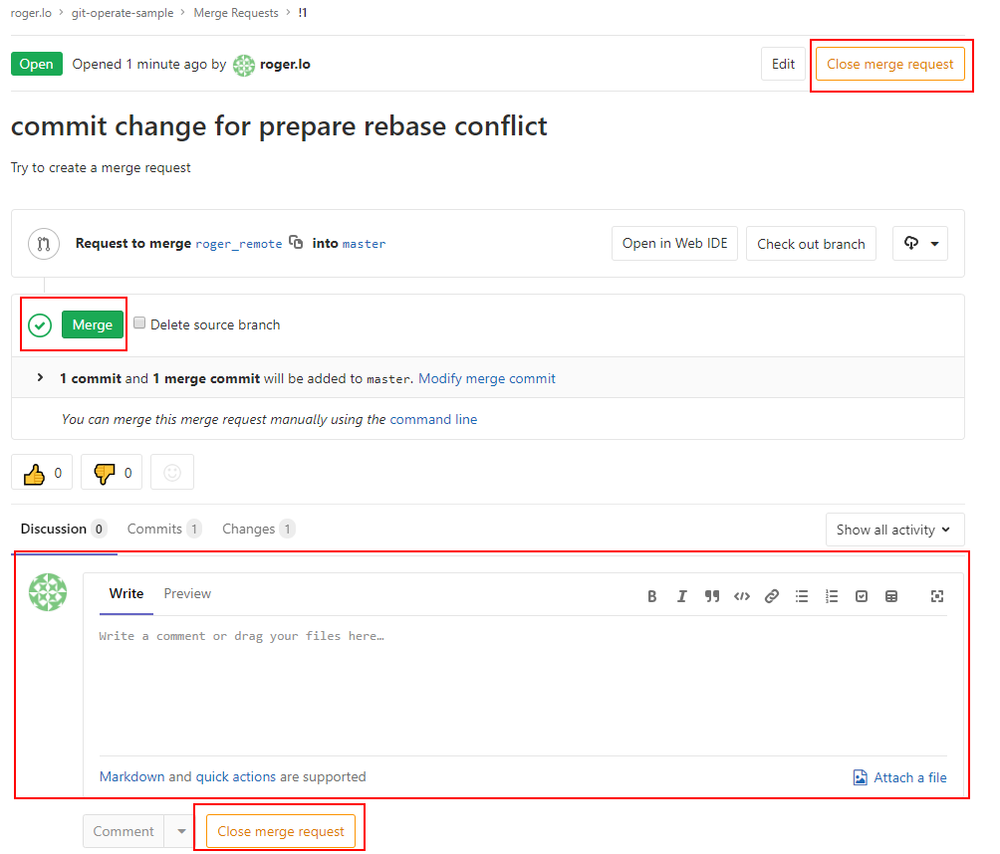 roger.lo > git-operate-sample > Merge Requests > !1
Open Opened 1 minute ago by roger.lo Edit Close merge request
commit change for prepare rebase conflict
Try to create a merge request
Request to merge roger_remote into master Open in Web IDE Check out branch
Merge Delete source branch
1 commit and 1 merge commit will be added to master. Modify merge commit
You can merge this merge request manually using the command line
0 0
Discussion 0 Commits 1 Changes 1 Show all activity
Write Preview B I
Write a comment or drag your files here…
Markdown and quick actions are supported Attach a file
Comment Close merge request